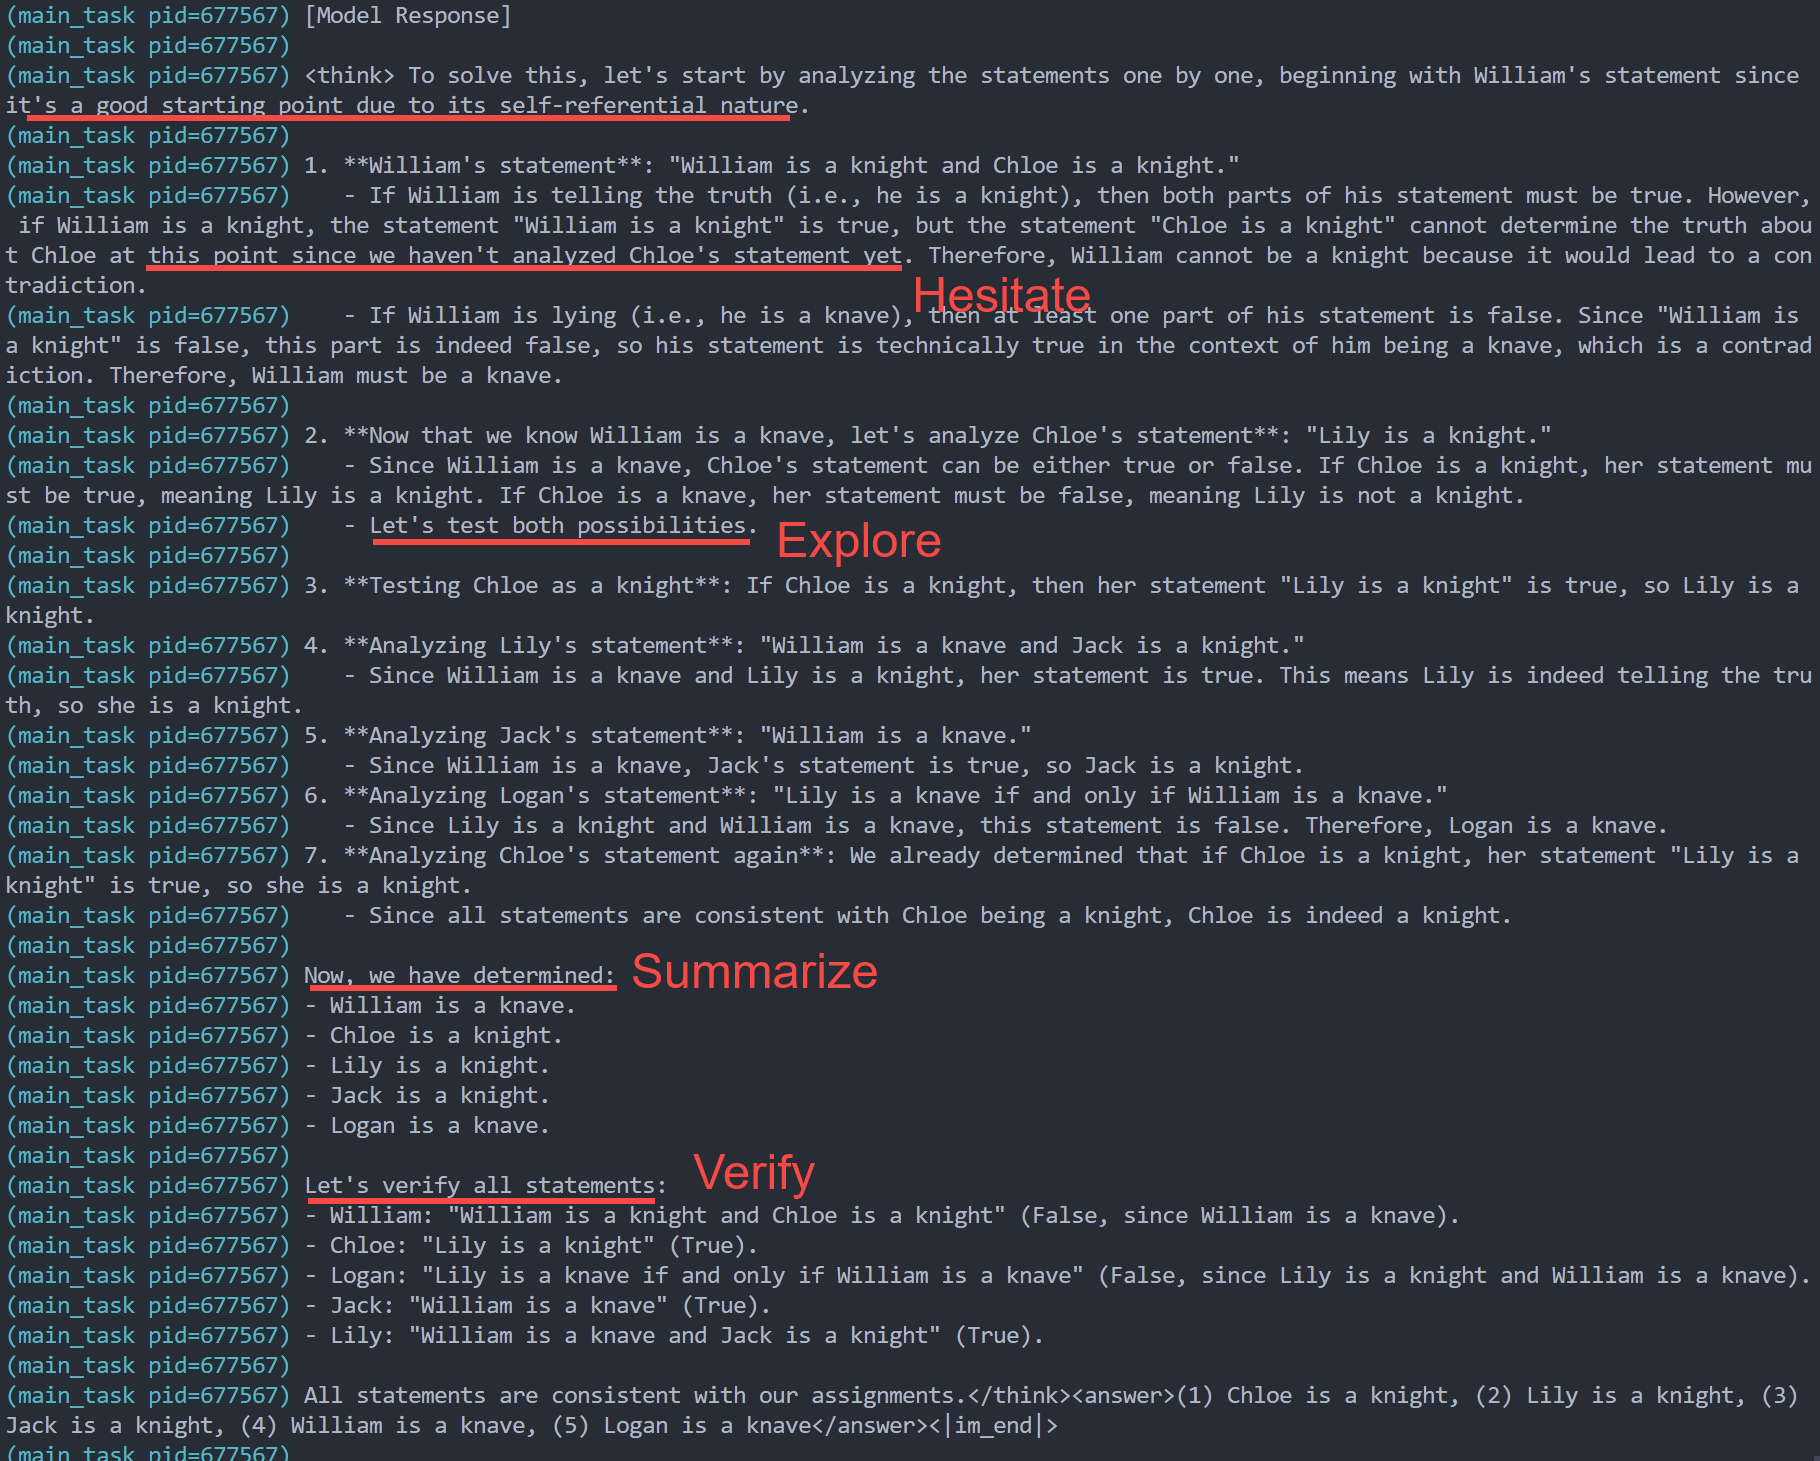 (main_task pid=677567) [Model Response]
(main_task pid=677567)
(main_task pid=677567) <think> To solve this, let's start by analyzing the statements one by one, beginning with William's statement since
it's a good starting point due to its self-referential nature.
(main_task pid=677567)
(main_task pid=677567) 1. **William's statement**: "William is a knight and Chloe is a knight."
(main_task pid=677567)    - If William is telling the truth (i.e., he is a knight), then both parts of his statement must be true. However,
 if William is a knight, the statement "William is a knight" is true, but the statement "Chloe is a knight" cannot determine the truth abou
t Chloe at this point since we haven't analyzed Chloe's statement yet. Therefore, William cannot be a knight because it would lead to a con
tradiction.
Hesitate
(main_task pid=677567)    - If William is lying (i.e., he is a knave), then at least one part of his statement is false. Since "William is
a knight" is false, this part is indeed false, so his statement is technically true in the context of him being a knave, which is a contrad
iction. Therefore, William must be a knave.
(main_task pid=677567)
(main_task pid=677567) 2. **Now that we know William is a knave, let's analyze Chloe's statement**: "Lily is a knight."
(main_task pid=677567)    - Since William is a knave, Chloe's statement can be either true or false. If Chloe is a knight, her statement mu
st be true, meaning Lily is a knight. If Chloe is a knave, her statement must be false, meaning Lily is not a knight.
(main_task pid=677567)    - Let's test both possibilities.
Explore
(main_task pid=677567)
(main_task pid=677567) 3. **Testing Chloe as a knight**: If Chloe is a knight, then her statement "Lily is a knight" is true, so Lily is a
knight.
(main_task pid=677567) 4. **Analyzing Lily's statement**: "William is a knave and Jack is a knight."
(main_task pid=677567)    - Since William is a knave and Lily is a knight, her statement is true. This means Lily is indeed telling the tru
th, so she is a knight.
(main_task pid=677567) 5. **Analyzing Jack's statement**: "William is a knave."
(main_task pid=677567)    - Since William is a knave, Jack's statement is true, so Jack is a knight.
(main_task pid=677567) 6. **Analyzing Logan's statement**: "Lily is a knave if and only if William is a knave."
(main_task pid=677567)    - Since Lily is a knight and William is a knave, this statement is false. Therefore, Logan is a knave.
(main_task pid=677567) 7. **Analyzing Chloe's statement again**: We already determined that if Chloe is a knight, her statement "Lily is a
knight" is true, so she is a knight.
(main_task pid=677567)    - Since all statements are consistent with Chloe being a knight, Chloe is indeed a knight.
(main_task pid=677567)
(main_task pid=677567) Now, we have determined:
Summarize
(main_task pid=677567) - William is a knave.
(main_task pid=677567) - Chloe is a knight.
(main_task pid=677567) - Lily is a knight.
(main_task pid=677567) - Jack is a knight.
(main_task pid=677567) - Logan is a knave.
(main_task pid=677567)
(main_task pid=677567) Let's verify all statements:
Verify
(main_task pid=677567) - William: "William is a knight and Chloe is a knight" (False, since William is a knave).
(main_task pid=677567) - Chloe: "Lily is a knight" (True).
(main_task pid=677567) - Logan: "Lily is a knave if and only if William is a knave" (False, since Lily is a knight and William is a knave).
(main_task pid=677567) - Jack: "William is a knave" (True).
(main_task pid=677567) - Lily: "William is a knave and Jack is a knight" (True).
(main_task pid=677567)
(main_task pid=677567) All statements are consistent with our assignments.</think><answer>(1) Chloe is a knight, (2) Lily is a knight, (3)
Jack is a knight, (4) William is a knave, (5) Logan is a knave</answer><|im_end|>
(main_task pid=677567)